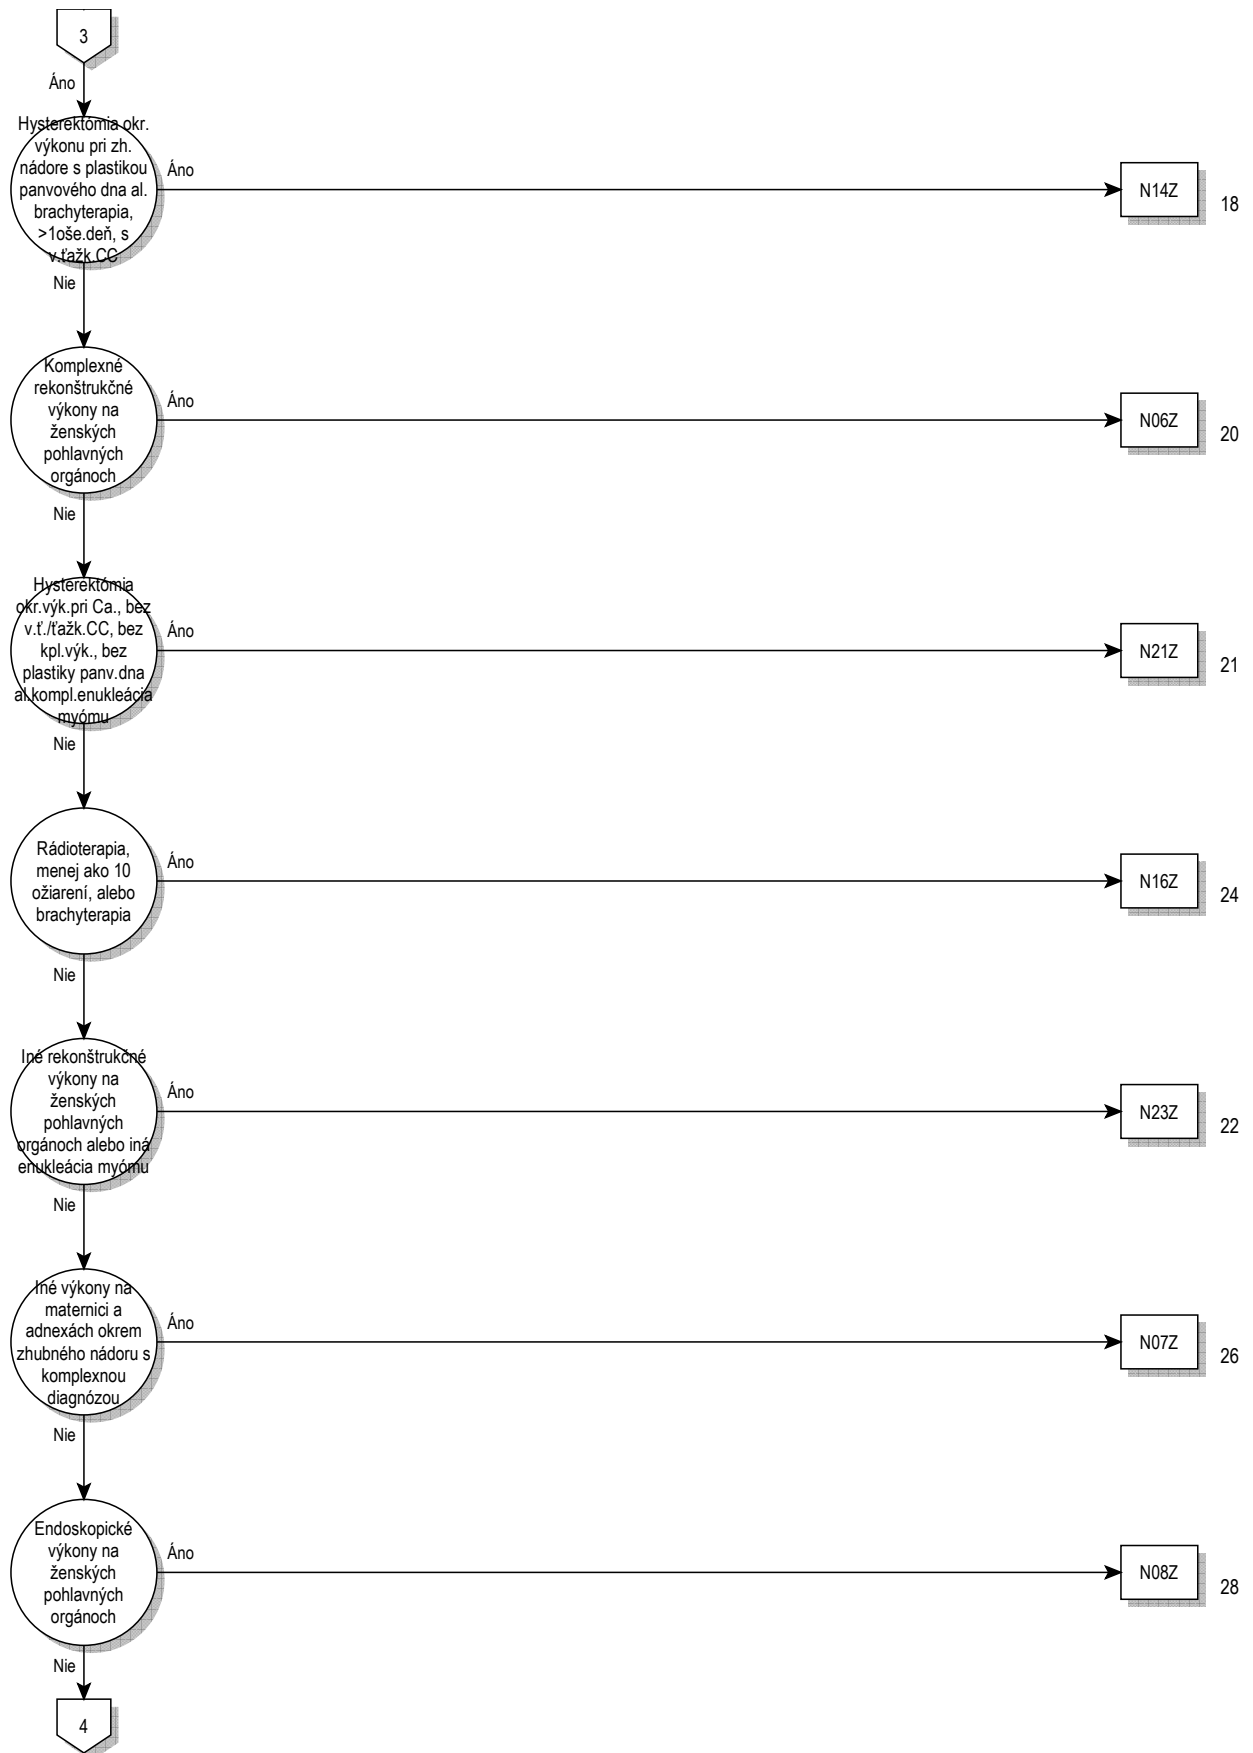 3
Áno
Hysterektómia okr.
výkonu pri zh.
nádore s plastikou
panvového dna al.
brachyterapia,
>1oše.deň, s
v.ťažk.CC
Áno
N14Z
18
Nie
Komplexné
rekonštrukčné
výkony na
ženských
pohlavných
orgánoch
Áno
N06Z
20
Nie
Hysterektómia
okr.výk.pri Ca., bez
v.ť./ťažk.CC, bez
kpl.výk., bez
plastiky panv.dna
al.kompl.enukleácia
myómu
Áno
N21Z
21
Nie
Rádioterapia,
menej ako 10
ožiarení, alebo
brachyterapia
Áno
N16Z
24
Nie
Iné rekonštrukčné
výkony na
ženských
pohlavných
orgánoch alebo iná
enukleácia myómu
Áno
N23Z
22
Nie
Iné výkony na
maternici a
adnexách okrem
zhubného nádoru s
komplexnou
diagnózou
Áno
N07Z
26
Nie
Endoskopické
výkony na
ženských
pohlavných
orgánoch
Áno
N08Z
28
Nie
4